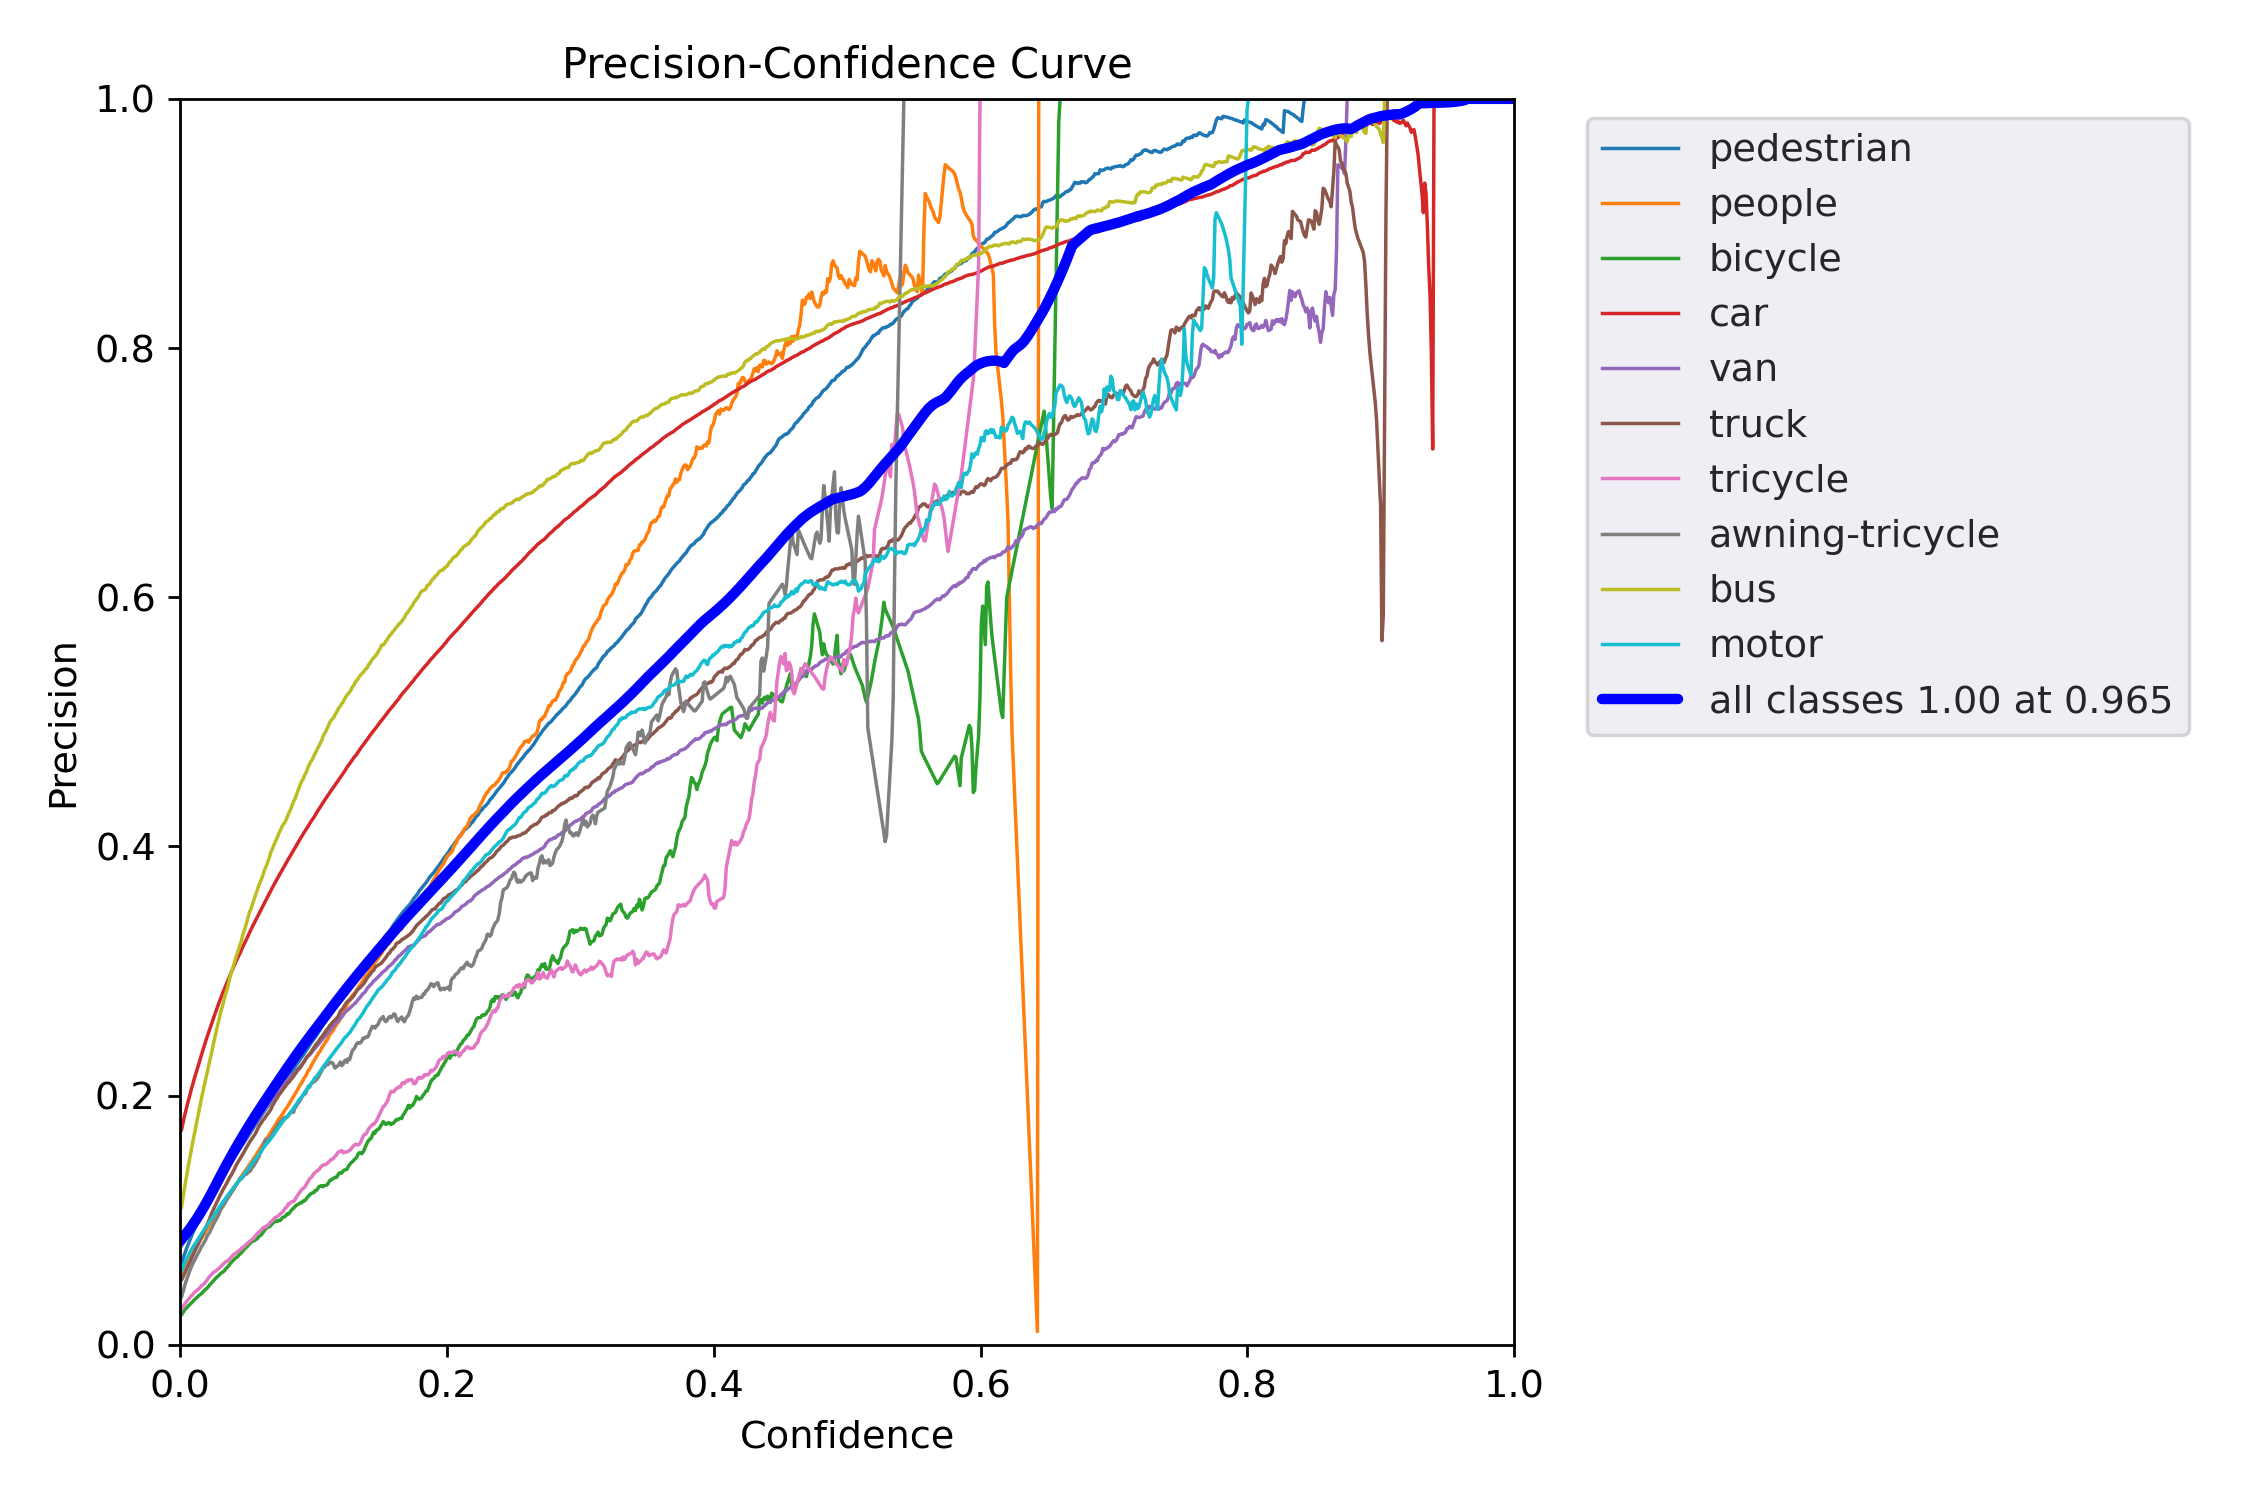 Precision-Confidence Curve
1.0
0.8
0.6
0.4
0.2
0.0
Precision
0.0 0.2 0.4 0.6 0.8 1.0
Confidence
pedestrian
people
bicycle
car
van
truck
tricycle
awning-tricycle
bus
motor
all classes 1.00 at 0.965